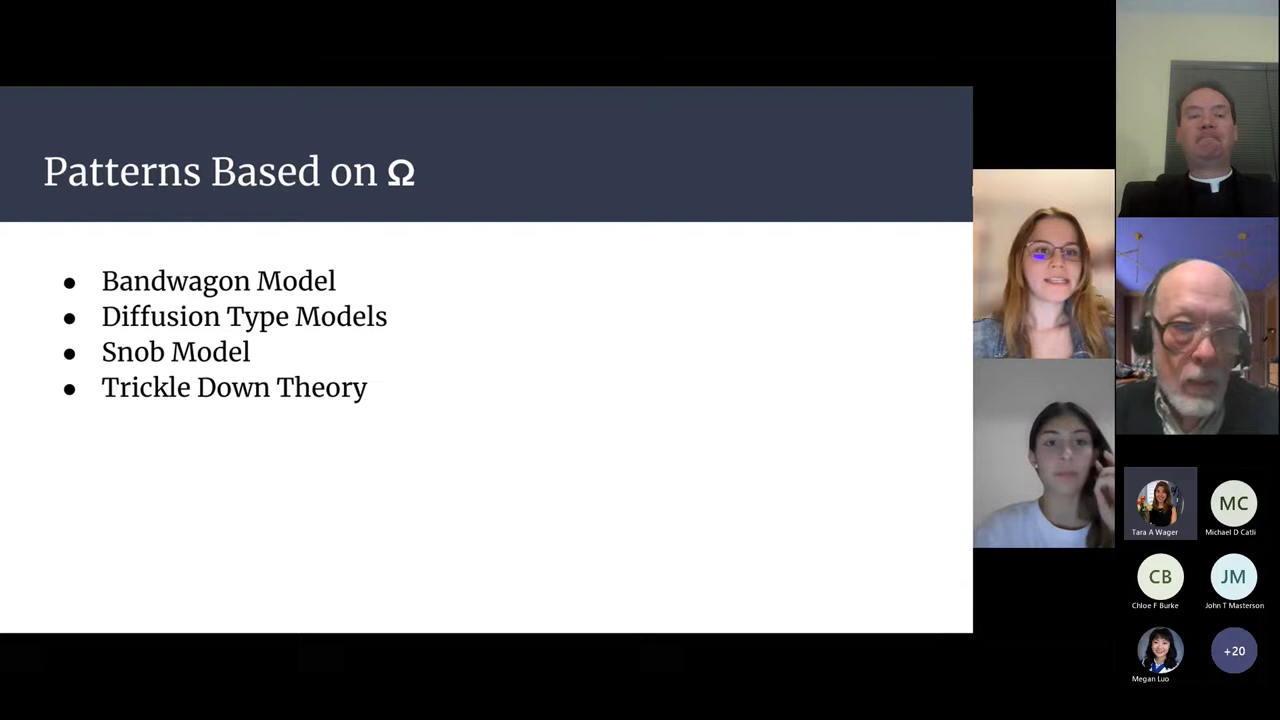 Patterns Based on Ω
● Bandwagon Model
● Diffusion Type Models
● Snob Model
● Trickle Down Theory
Tara A Wager
MC
Michael D Catli
CB
Chloe F Burke
JM
John T Masterson
Megan Luo
+20